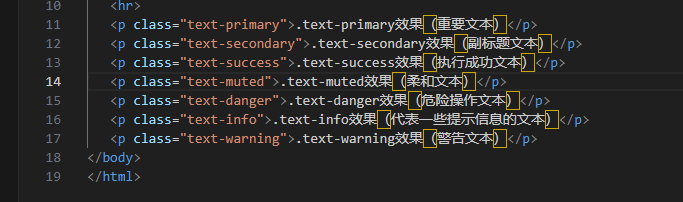 10 <hr>
11 <p class="text-primary">.text-primary效果（重要文本）</p>
12 <p class="text-secondary">.text-secondary效果（副标题文本）</p>
13 <p class="text-success">.text-success效果（执行成功文本）</p>
14 <p class="text-muted">.text-muted效果（柔和文本）</p>
15 <p class="text-danger">.text-danger效果（危险操作文本）</p>
16 <p class="text-info">.text-info效果（代表一些提示信息的文本）</p>
17 <p class="text-warning">.text-warning效果（警告文本）</p>
18 </body>
19 </html>